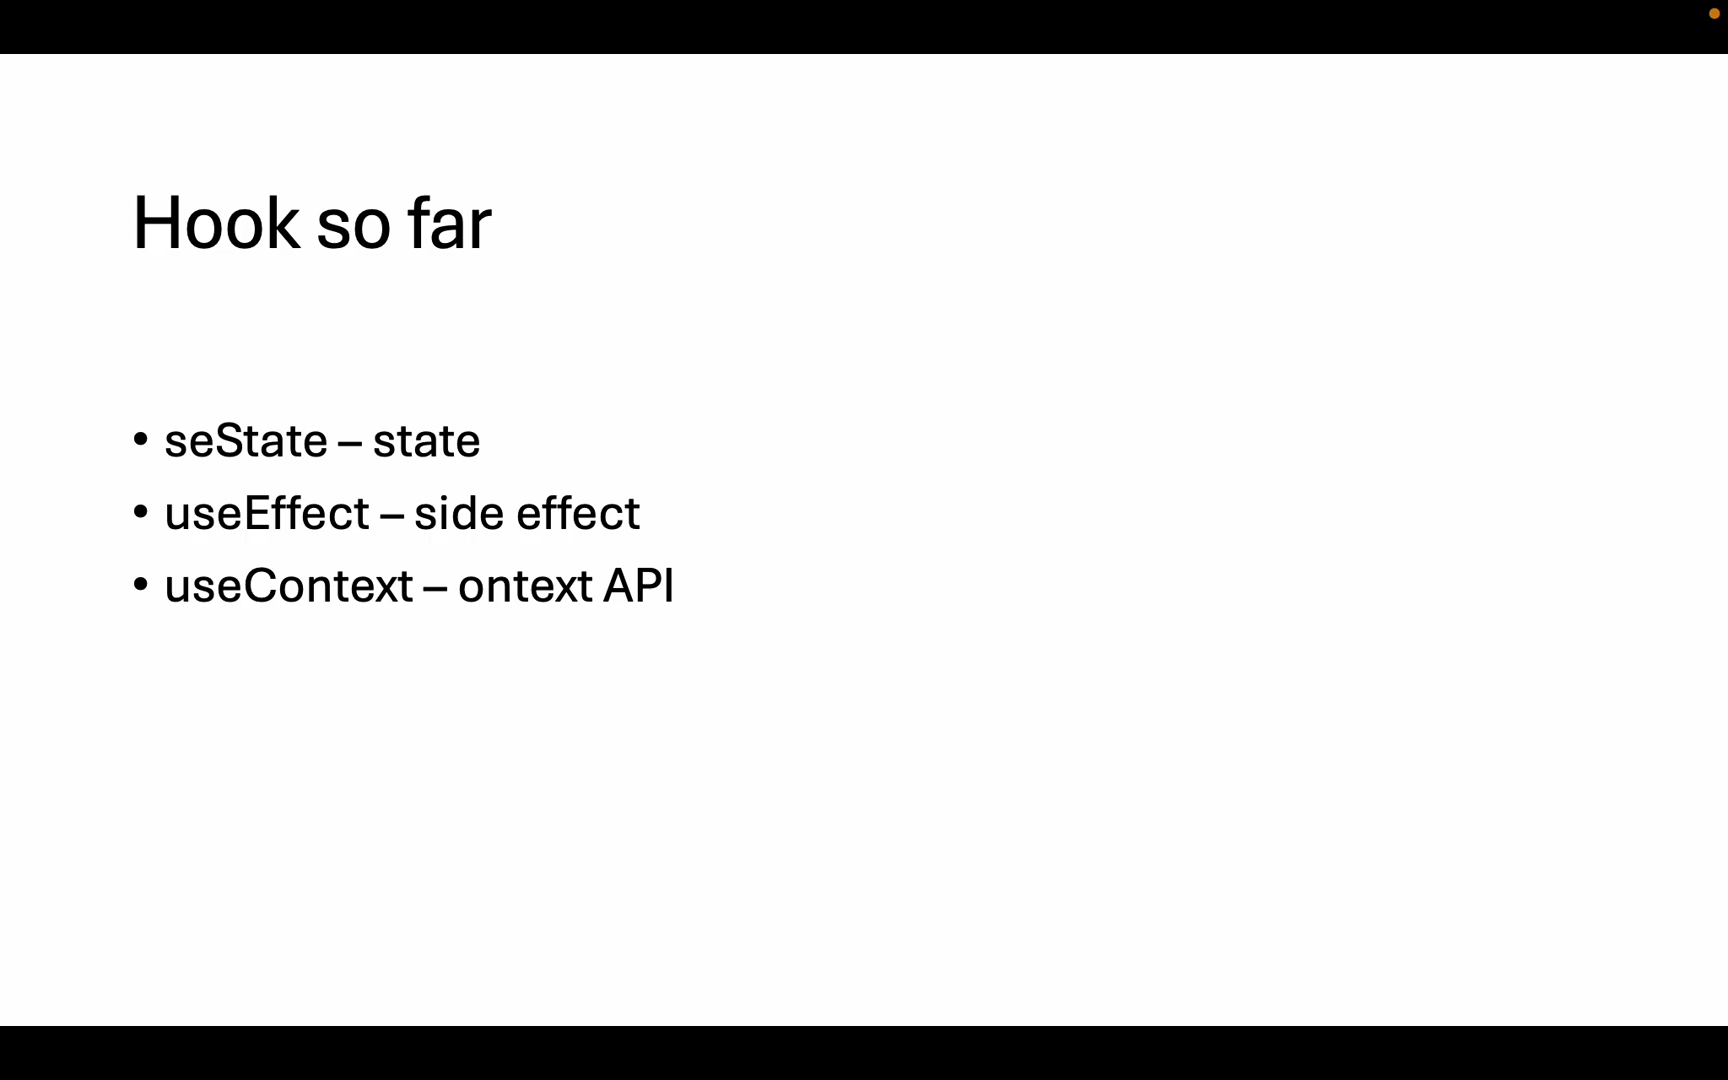 Hook so far
• seState – state
• useEffect – side effect
• useContext – ontext API